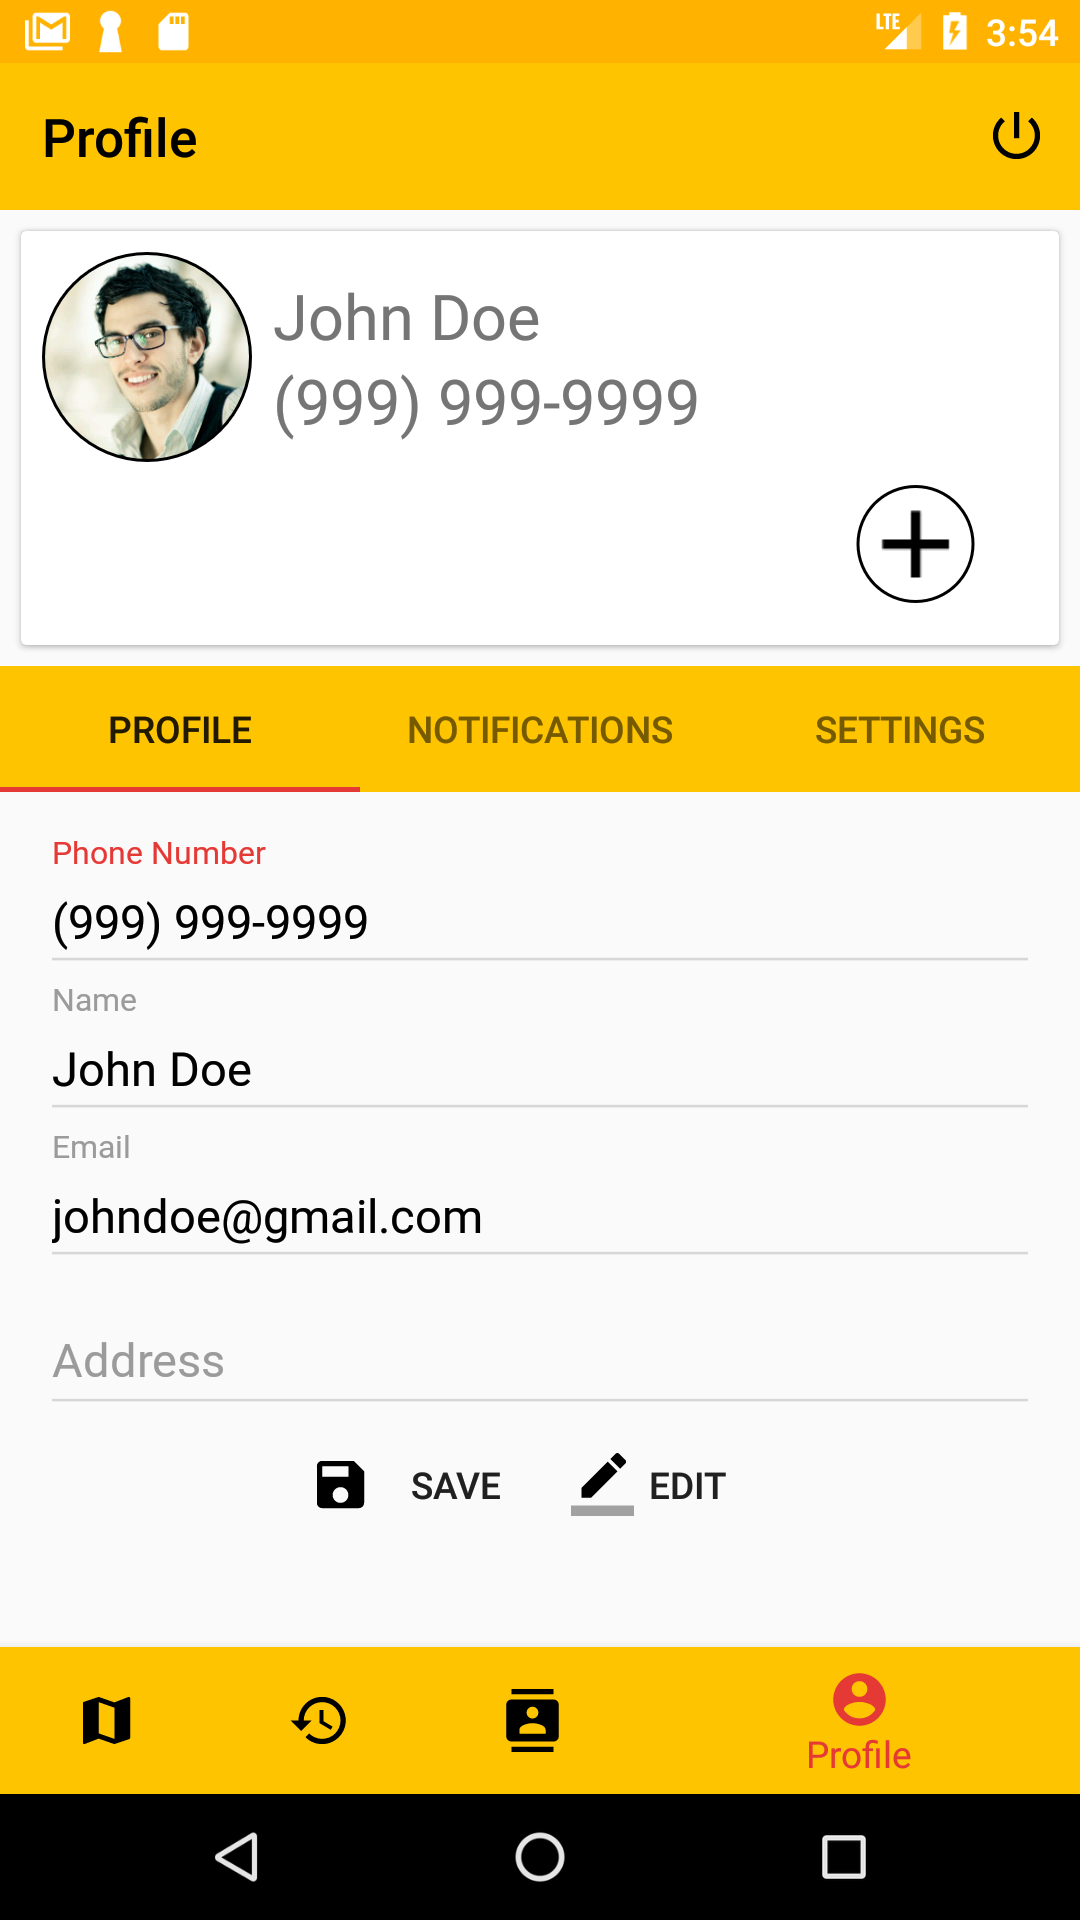 LTE 3:54
Profile
John Doe
(999) 999-9999
PROFILE NOTIFICATIONS SETTINGS
Phone Number
(999) 999-9999
Name
John Doe
Email
johndoe@gmail.com
Address
SAVE EDIT
Profile